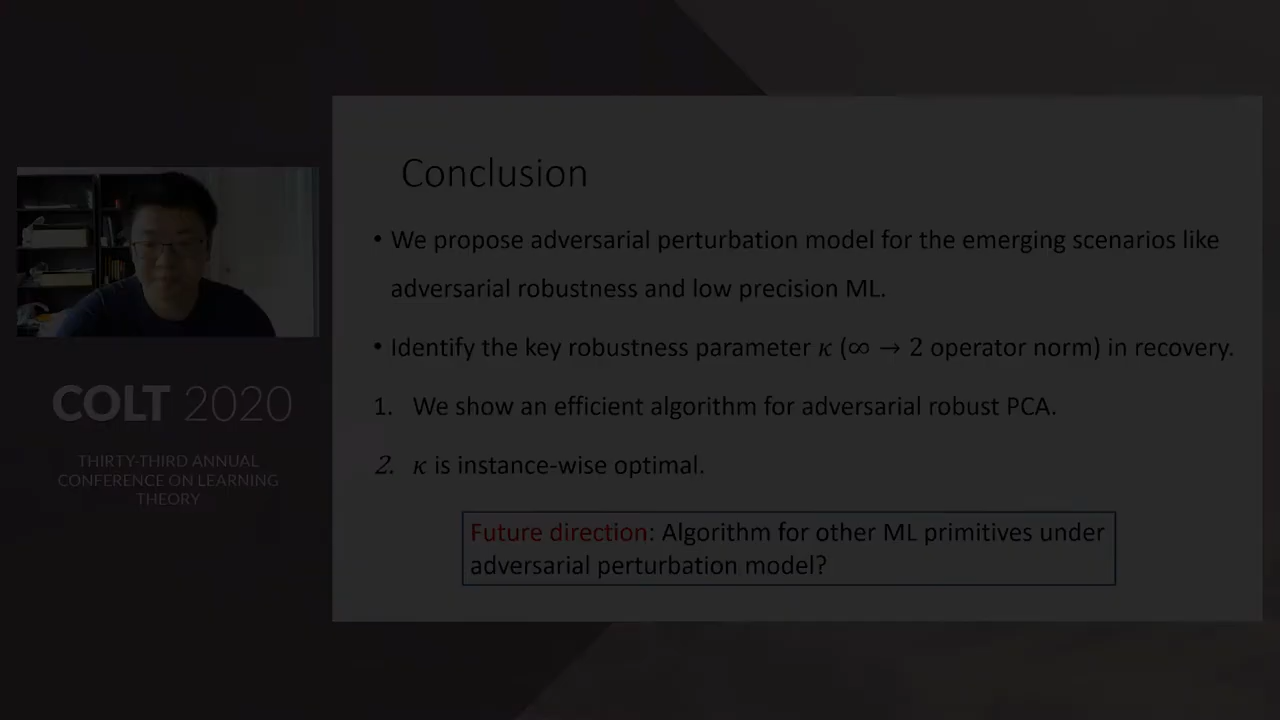 Conclusion
• We propose adversarial perturbation model for the emerging scenarios like
adversarial robustness and low precision ML.
• Identify the key robustness parameter κ (∞ → 2 operator norm) in recovery.
1. We show an efficient algorithm for adversarial robust PCA.
2. κ is instance-wise optimal.
Future direction: Algorithm for other ML primitives under
adversarial perturbation model?
COLT 2020
THIRTY-THIRD ANNUAL
CONFERENCE ON LEARNING
THEORY